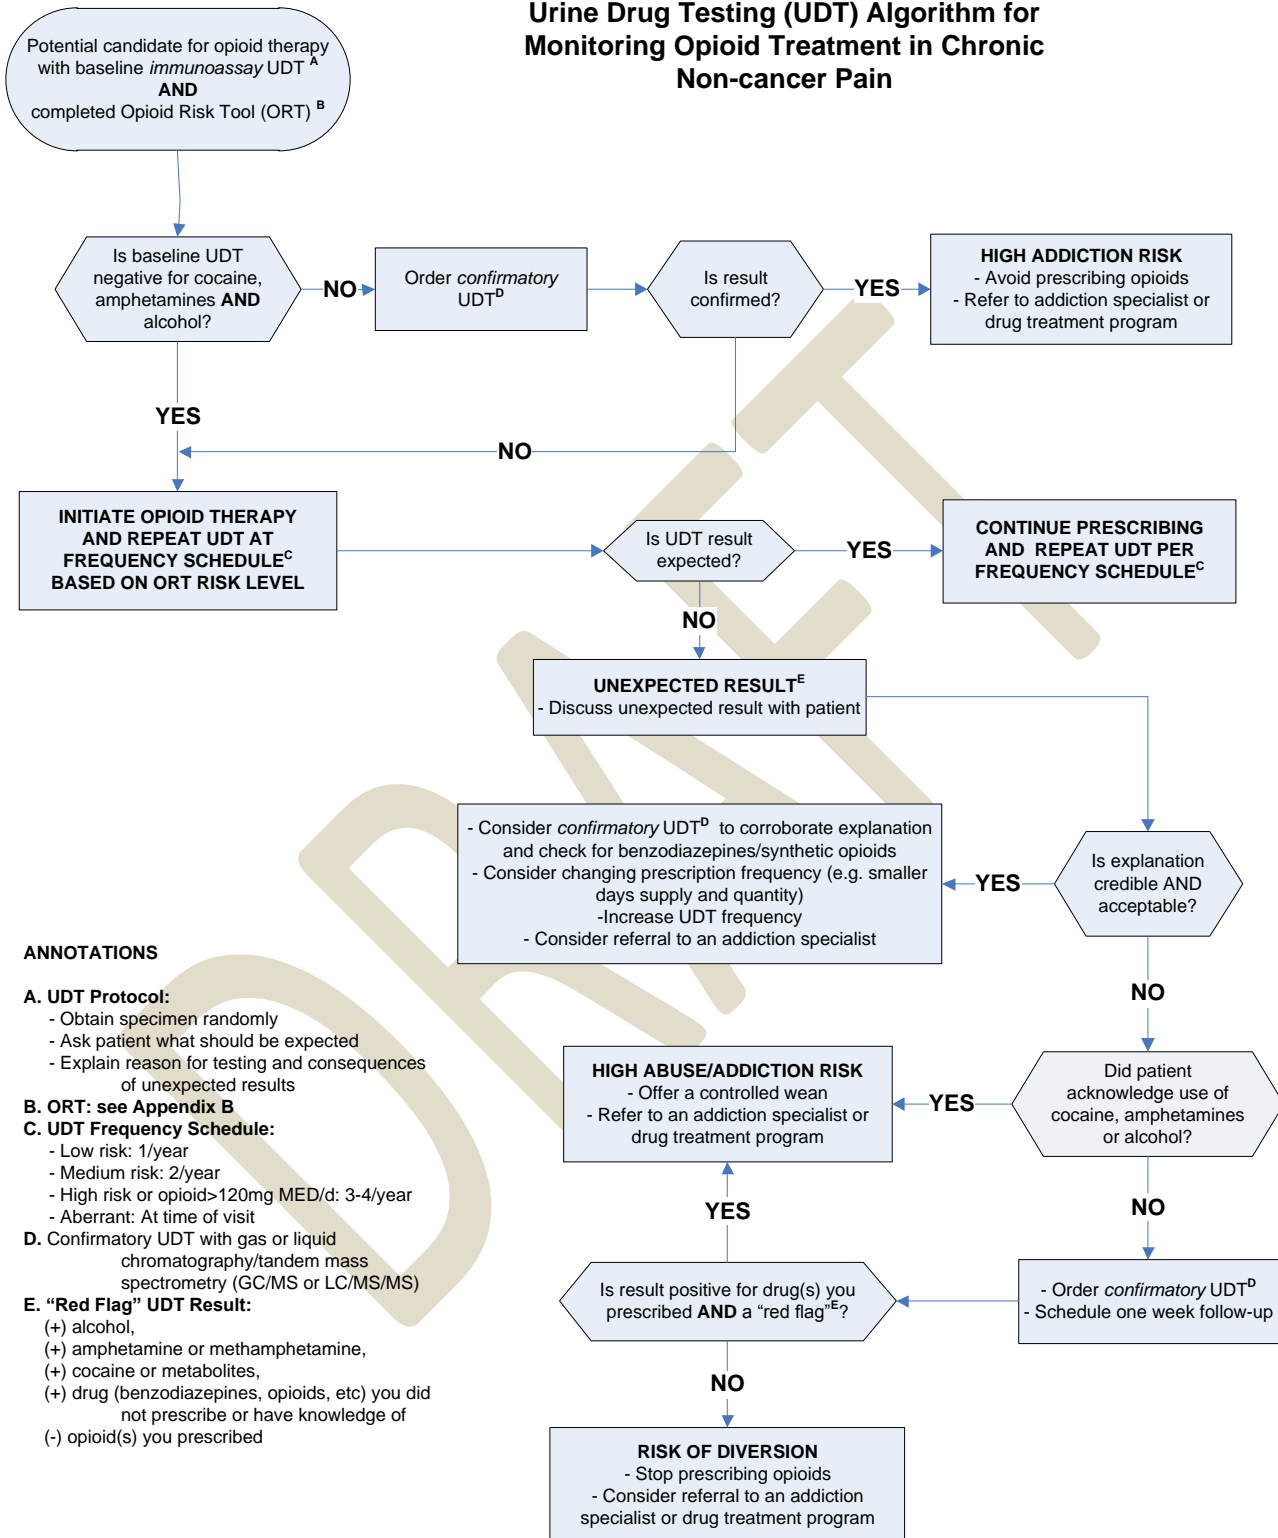 Urine Drug Testing (UDT) Algorithm for
Monitoring Opioid Treatment in Chronic
Non-cancer Pain
Potential candidate for opioid therapy
with baseline immunoassay UDT A
AND
completed Opioid Risk Tool (ORT) B
Is baseline UDT
negative for cocaine,
amphetamines AND
alcohol?
NO
Order confirmatory
UDTD
Is result
confirmed?
YES
HIGH ADDICTION RISK
- Avoid prescribing opioids
- Refer to addiction specialist or
drug treatment program
YES
NO
INITIATE OPIOID THERAPY
AND REPEAT UDT AT
FREQUENCY SCHEDULEC
BASED ON ORT RISK LEVEL
Is UDT result
expected?
YES
CONTINUE PRESCRIBING
AND REPEAT UDT PER
FREQUENCY SCHEDULEC
NO
UNEXPECTED RESULTE
- Discuss unexpected result with patient
- Consider confirmatory UDTD to corroborate explanation
and check for benzodiazepines/synthetic opioids
- Consider changing prescription frequency (e.g. smaller
days supply and quantity)
-Increase UDT frequency
- Consider referral to an addiction specialist
YES
Is explanation
credible AND
acceptable?
NO
HIGH ABUSE/ADDICTION RISK
- Offer a controlled wean
- Refer to an addiction specialist or
drug treatment program
YES
Did patient
acknowledge use of
cocaine, amphetamines
or alcohol?
YES
NO
Is result positive for drug(s) you
prescribed AND a “red flag”E?
- Order confirmatory UDTD
- Schedule one week follow-up
NO
RISK OF DIVERSION
- Stop prescribing opioids
- Consider referral to an addiction
specialist or drug treatment program
ANNOTATIONS
A. UDT Protocol:
- Obtain specimen randomly
- Ask patient what should be expected
- Explain reason for testing and consequences
of unexpected results
B. ORT: see Appendix B
C. UDT Frequency Schedule:
- Low risk: 1/year
- Medium risk: 2/year
- High risk or opioid>120mg MED/d: 3-4/year
- Aberrant: At time of visit
D. Confirmatory UDT with gas or liquid
chromatography/tandem mass
spectrometry (GC/MS or LC/MS/MS)
E. “Red Flag” UDT Result:
(+) alcohol,
(+) amphetamine or methamphetamine,
(+) cocaine or metabolites,
(+) drug (benzodiazepines, opioids, etc) you did
not prescribe or have knowledge of
(-) opioid(s) you prescribed
DRAFT